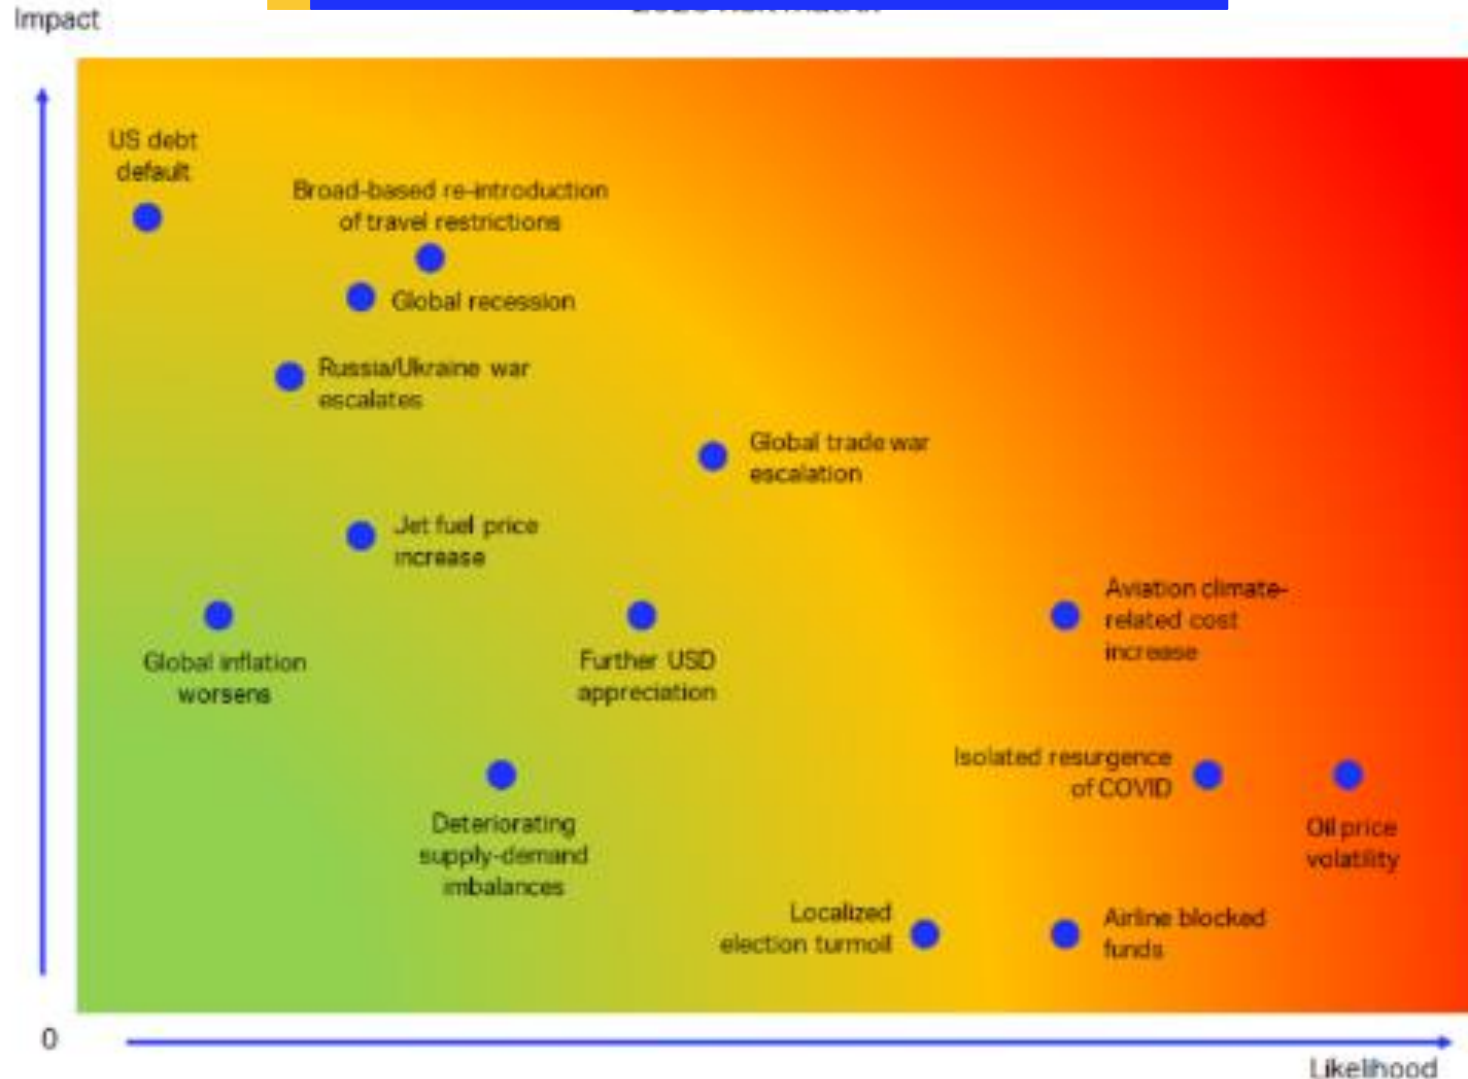 Impact
US debt
default
Broad-based re-introduction
of travel restrictions
Global recession
Russia/Ukraine war
escalates
Global trade war
escalation
Jet fuel price
increase
Aviation climate-
related cost
increase
Global inflation
worsens
Further USD
appreciation
Isolated resurgence
of COVID
Oil price
volatility
Deteriorating
supply-demand
imbalances
Localized
election turmoil
Airline blocked
funds
0
Likelihood